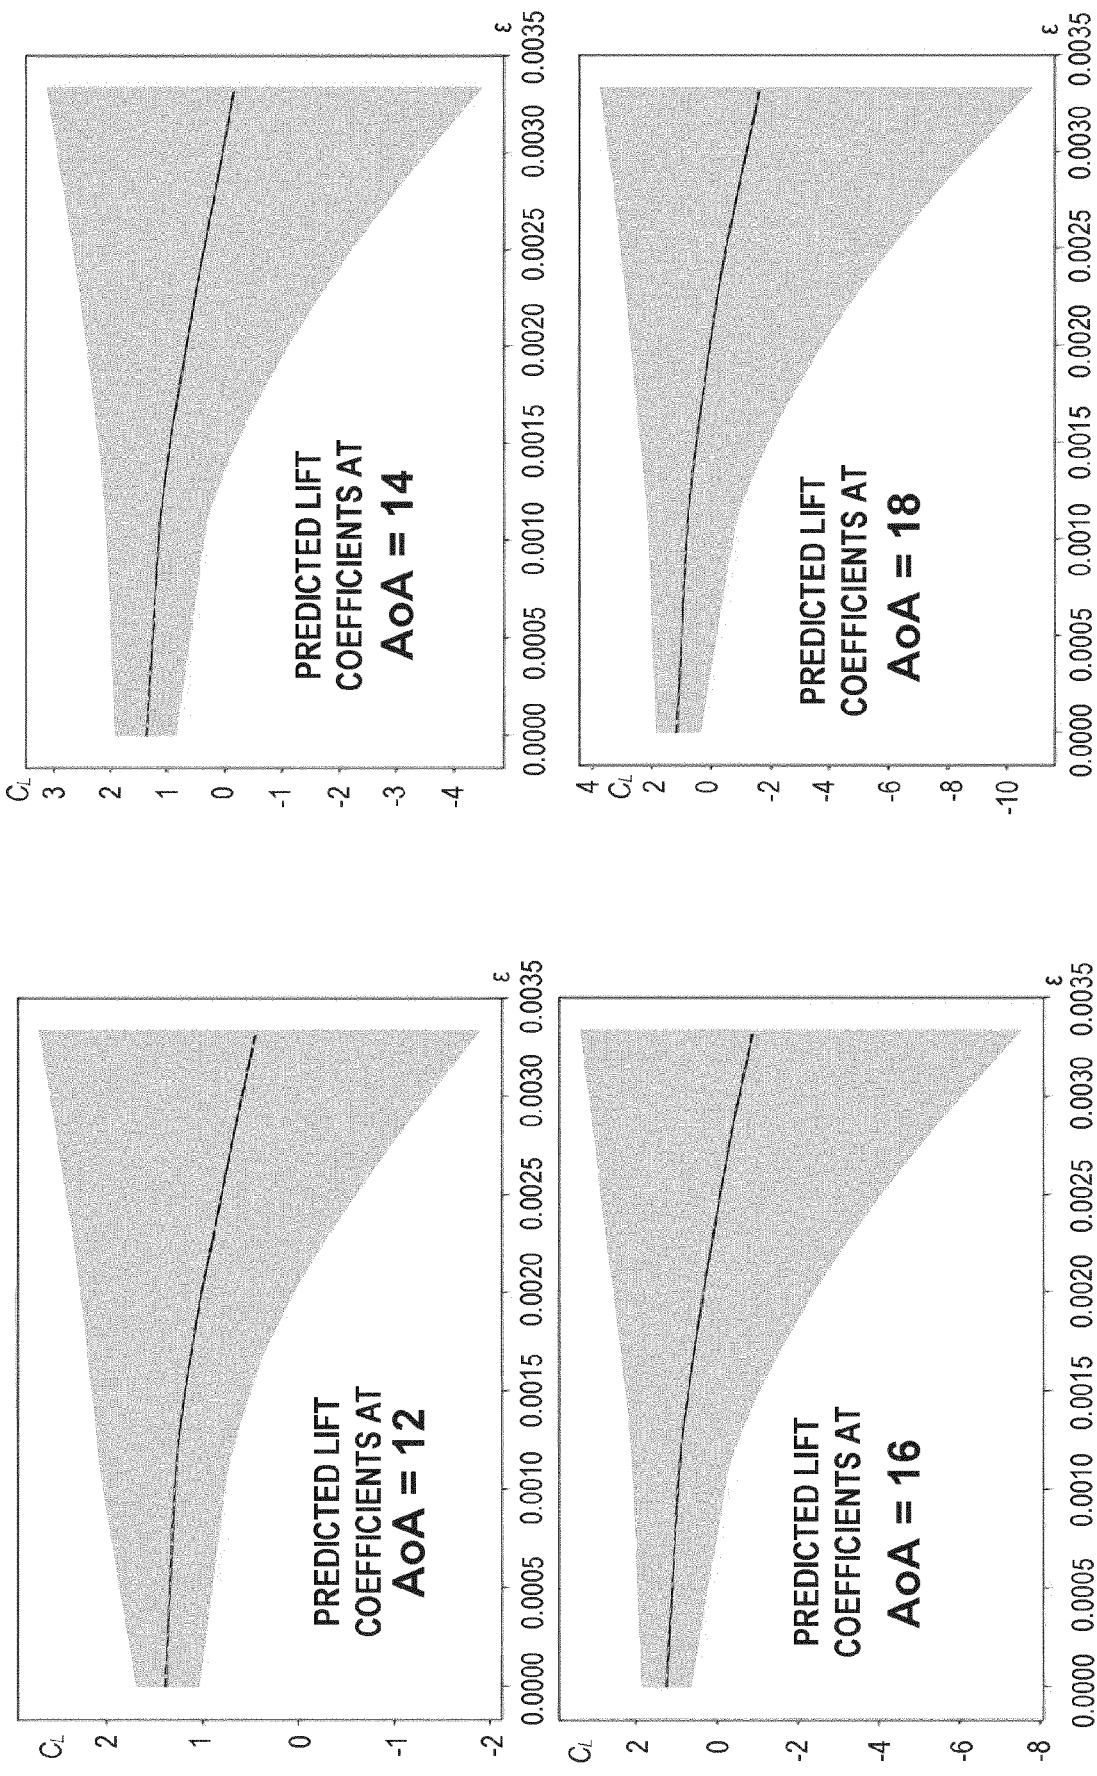 C_L
2
1
0
-1
-2
PREDICTED LIFT
COEFFICIENTS AT
AoA = 12
0.0000 0.0005 0.0010 0.0015 0.0020 0.0025 0.0030 0.0035
ε
C_L
3
2
1
0
-1
-2
-3
-4
PREDICTED LIFT
COEFFICIENTS AT
AoA = 14
0.0000 0.0005 0.0010 0.0015 0.0020 0.0025 0.0030 0.0035
ε
C_L
2
0
-2
-4
-6
-8
PREDICTED LIFT
COEFFICIENTS AT
AoA = 16
0.0000 0.0005 0.0010 0.0015 0.0020 0.0025 0.0030 0.0035
ε
4
C_L
2
0
-2
-4
-6
-8
-10
PREDICTED LIFT
COEFFICIENTS AT
AoA = 18
0.0000 0.0005 0.0010 0.0015 0.0020 0.0025 0.0030 0.0035
ε